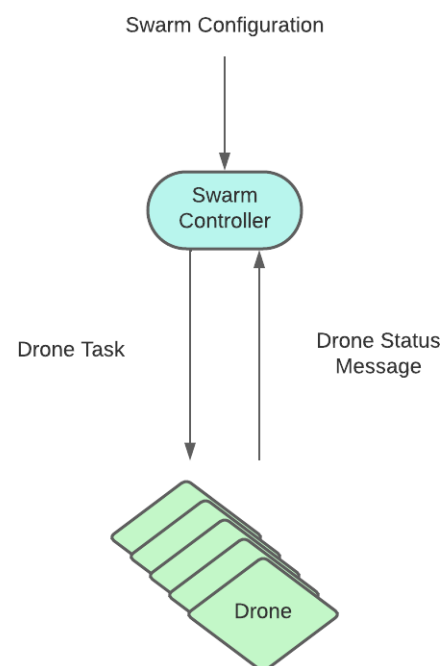 Swarm Configuration
Swarm
Controller
Drone Task
Drone Status
Message
Drone